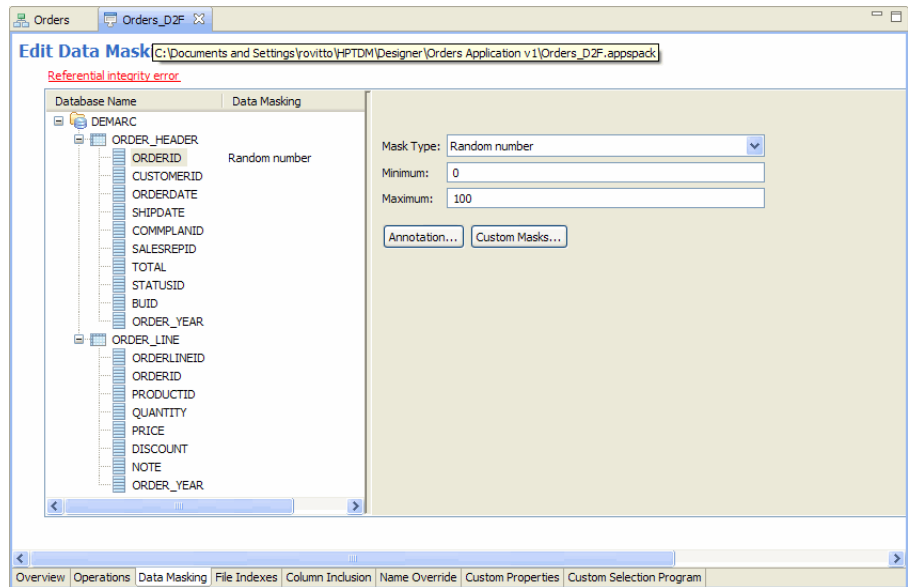 Orders Orders_D2F
Edit Data Mask
C:\Documents and Settings\rovitto\HPTDM\Designer\Orders Application v1\Orders_D2F.appspack
Referential integrity error
Database Name Data Masking
DEMARC
ORDER_HEADER
ORDERID Random number
CUSTOMERID
ORDERDATE
SHIPDATE
COMMPLANID
SALESREPID
TOTAL
STATUSID
BUID
ORDER_YEAR
ORDER_LINE
ORDERLINEID
ORDERID
PRODUCTID
QUANTITY
PRICE
DISCOUNT
NOTE
ORDER_YEAR
Mask Type: Random number
Minimum: 0
Maximum: 100
Annotation... Custom Masks...
Overview Operations Data Masking File Indexes Column Inclusion Name Override Custom Properties Custom Selection Program